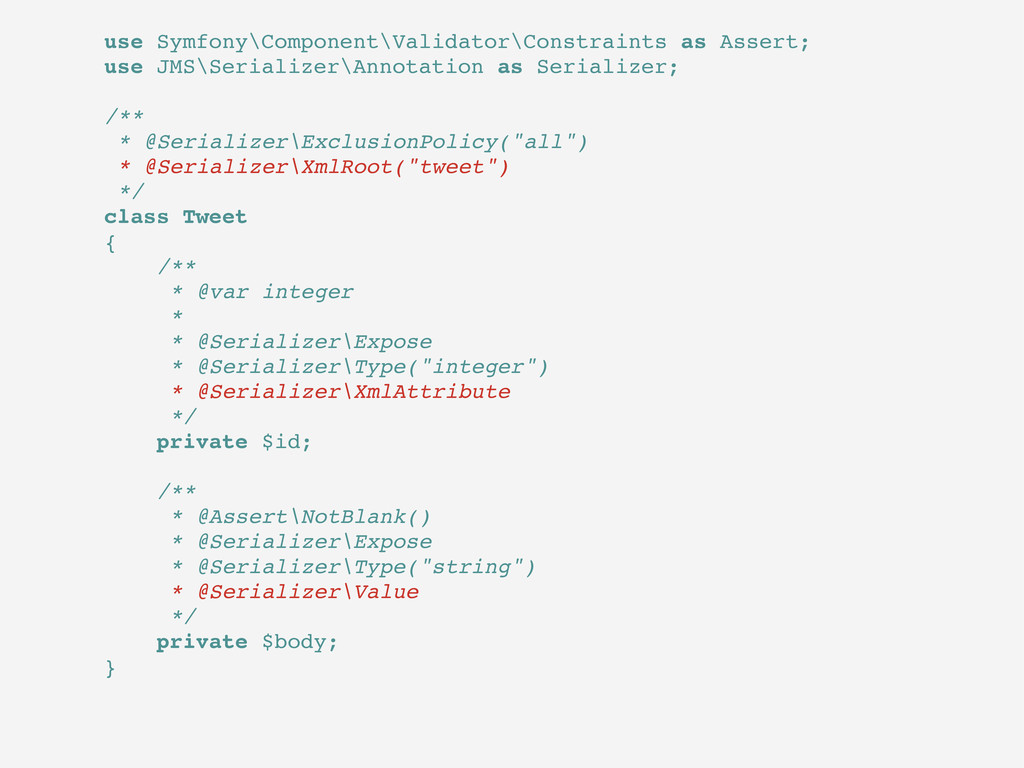 use Symfony\Component\Validator\Constraints as Assert;
use JMS\Serializer\Annotation as Serializer;

/**
 * @Serializer\ExclusionPolicy("all")
 * @Serializer\XmlRoot("tweet")
 */
class Tweet
{
    /**
     * @var integer
     *
     * @Serializer\Expose
     * @Serializer\Type("integer")
     * @Serializer\XmlAttribute
     */
    private $id;

    /**
     * @Assert\NotBlank()
     * @Serializer\Expose
     * @Serializer\Type("string")
     * @Serializer\Value
     */
    private $body;
}